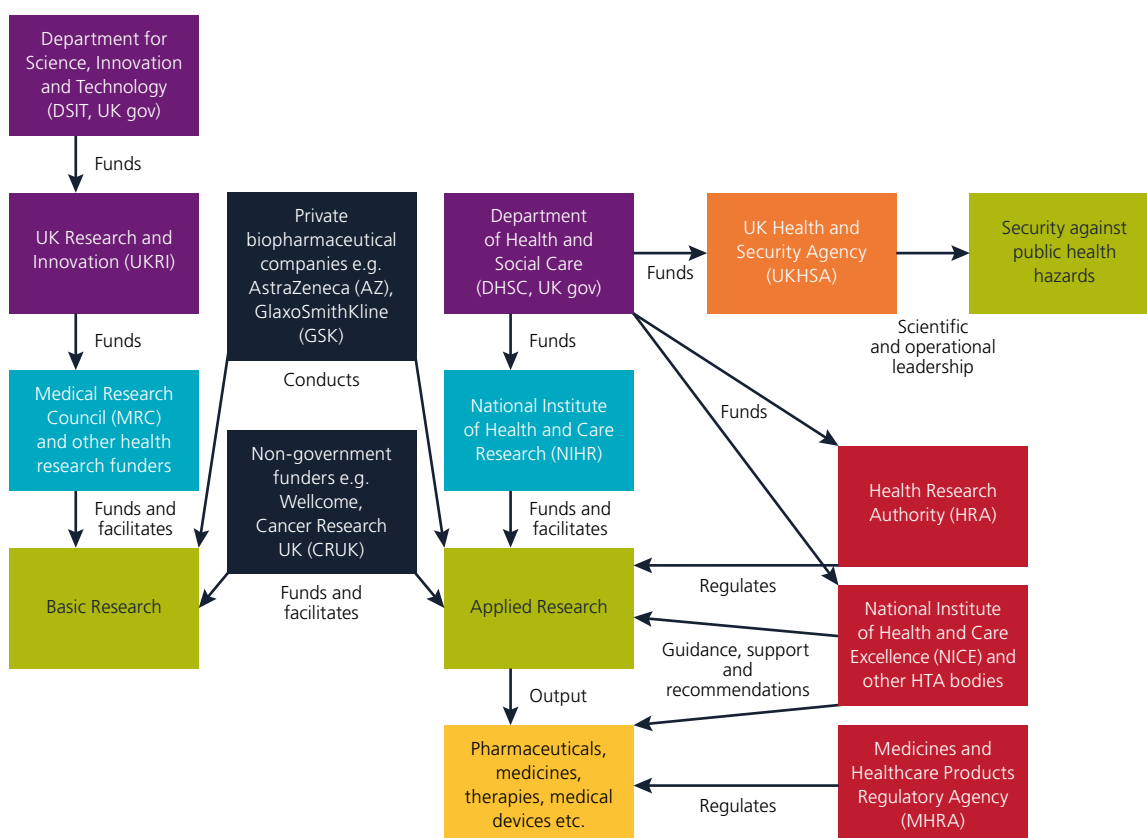 Department for
Science, Innovation
and Technology
(DSIT, UK gov)
Funds
UK Research and
Innovation (UKRI)
Private
biopharmaceutical
companies e.g.
AstraZeneca (AZ),
GlaxoSmithKline
(GSK)
Department
of Health and
Social Care
(DHSC, UK gov)
Funds
UK Health and
Security Agency
(UKHSA)
Security against
public health
hazards
Scientific
and operational
leadership
Funds
Conducts
Funds
Funds
Medical Research
Council (MRC)
and other health
research funders
Non-government
funders e.g.
Wellcome,
Cancer Research
UK (CRUK)
National Institute
of Health and Care
Research (NIHR)
Health Research
Authority (HRA)
Funds and
facilitates
Funds and
facilitates
Basic Research
Funds and
facilitates
Applied Research
Regulates
National Institute
of Health and Care
Excellence (NICE) and
other HTA bodies
Guidance, support
and
recommendations
Output
Pharmaceuticals,
medicines,
therapies, medical
devices etc.
Regulates
Medicines and
Healthcare Products
Regulatory Agency
(MHRA)